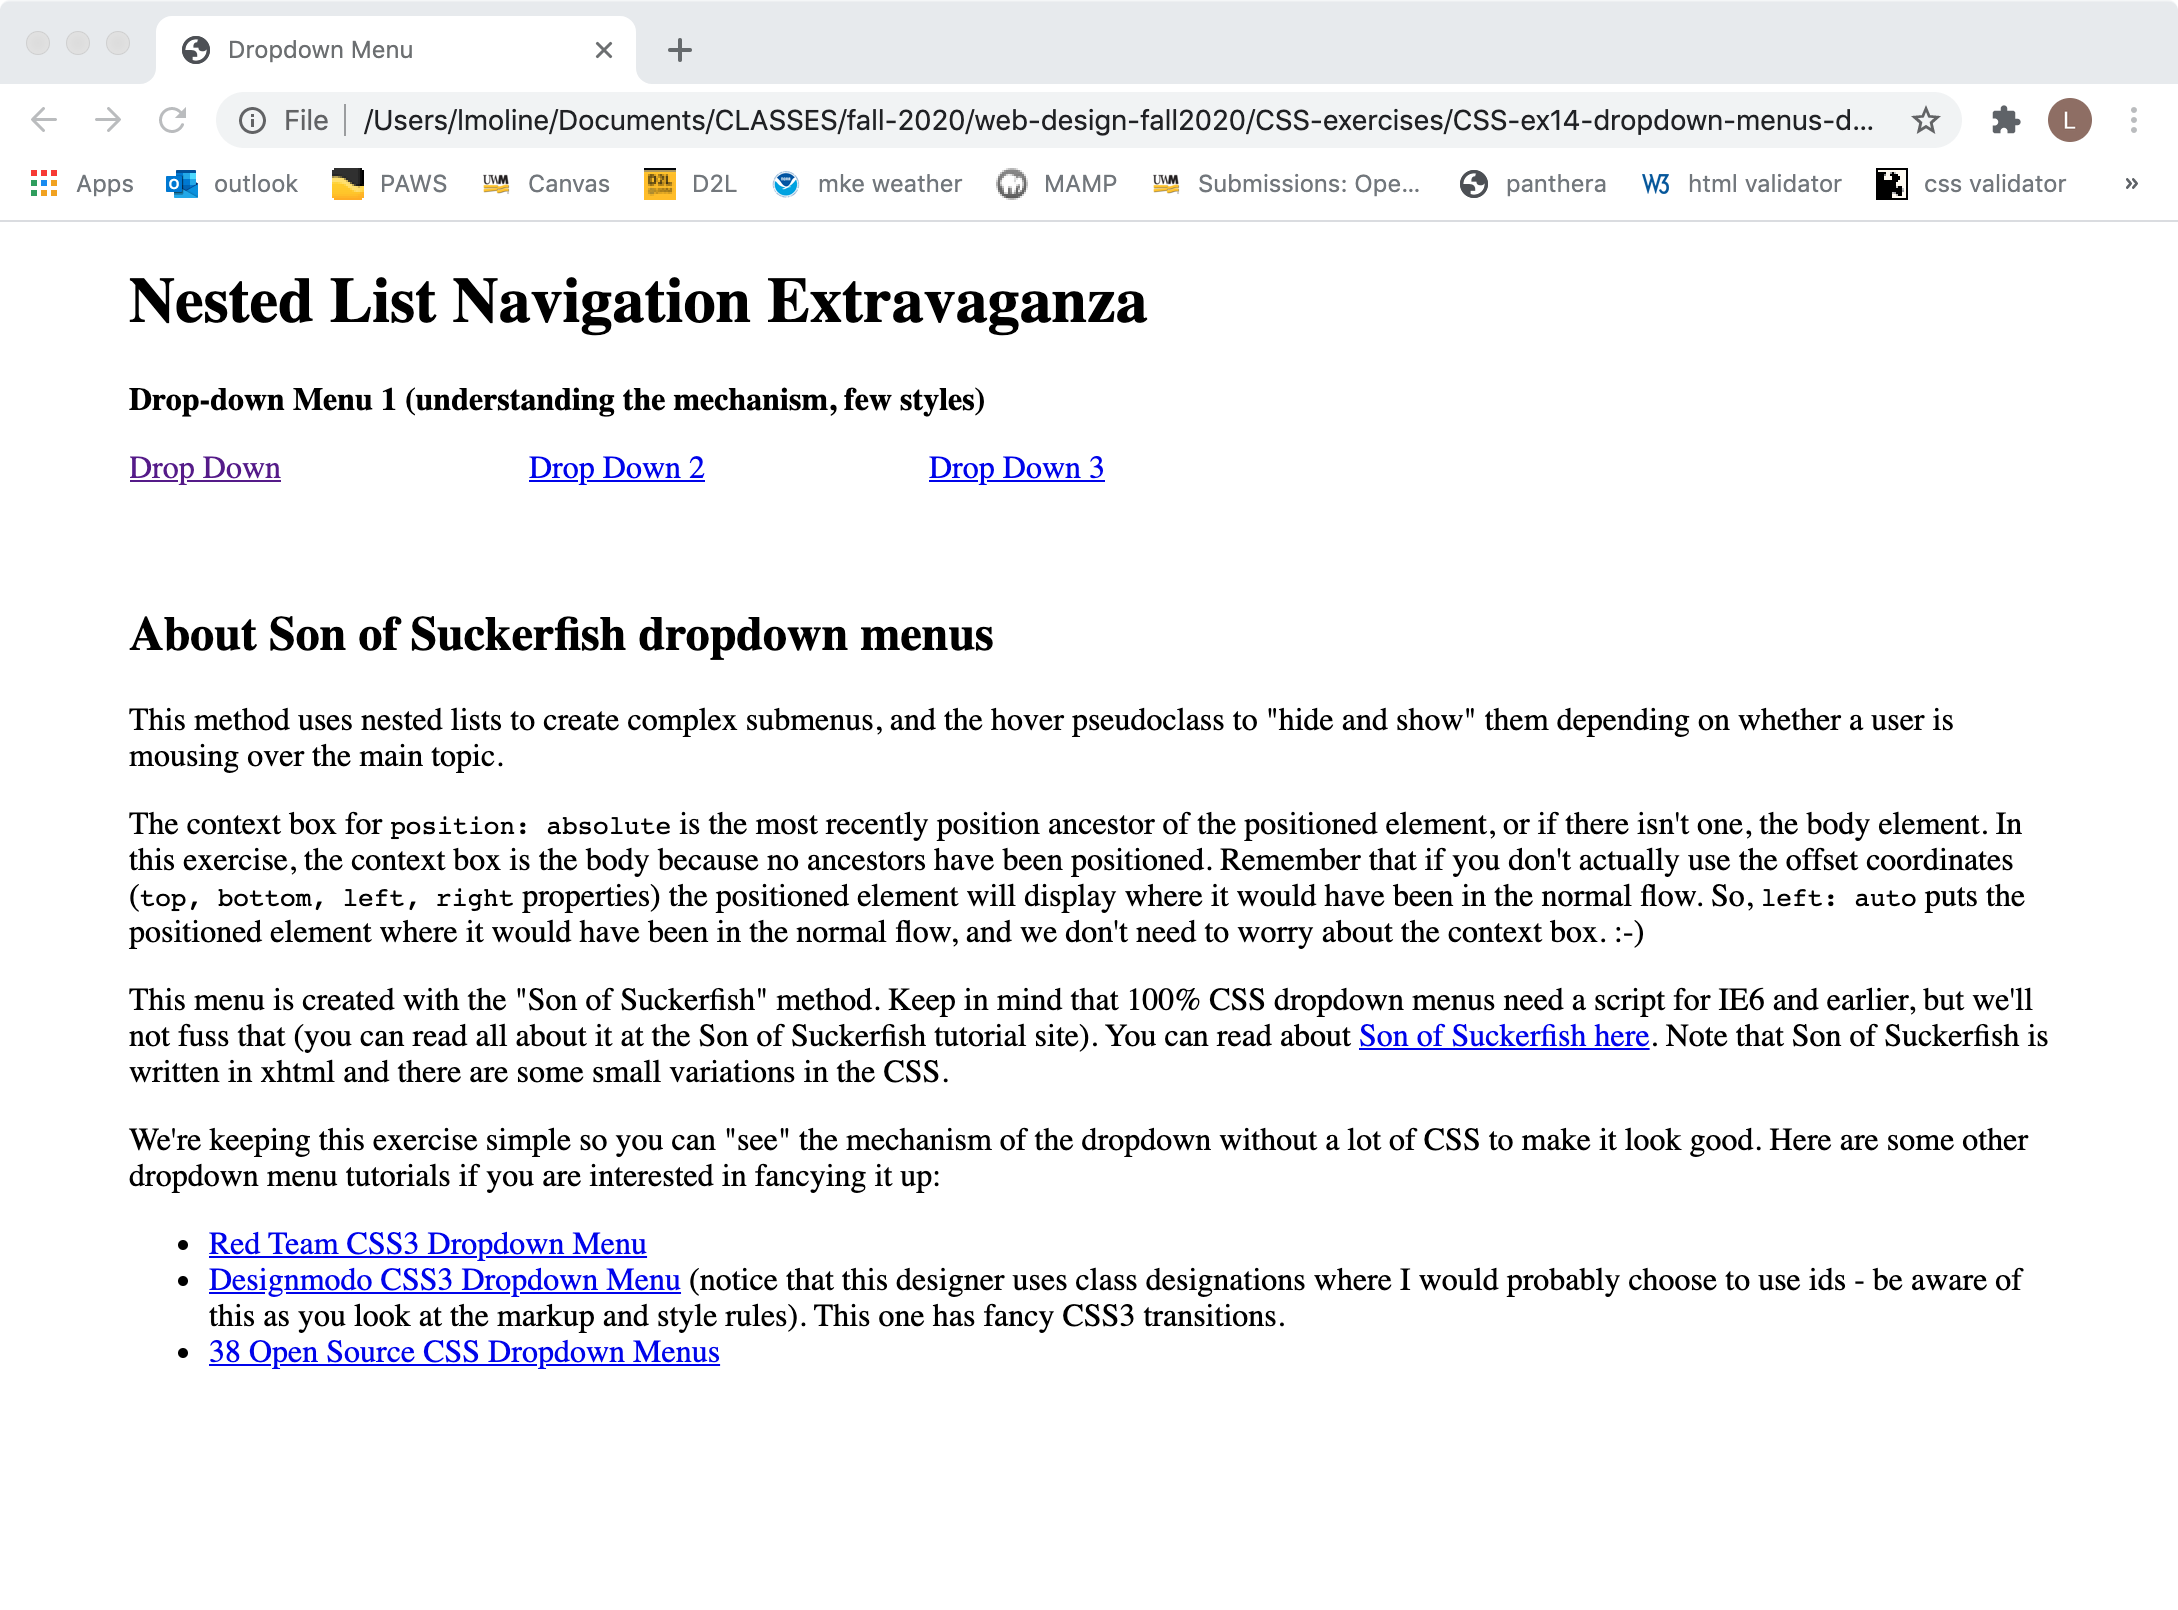 Dropdown Menu
File /Users/lmoline/Documents/CLASSES/fall-2020/web-design-fall2020/CSS-exercises/CSS-ex14-dropdown-menus-d... L
Apps outlook PAWS UWM Canvas D2L D2L mke weather MAMP UWM Submissions: Ope... panthera W3 html validator css validator »
Nested List Navigation Extravaganza
Drop-down Menu 1 (understanding the mechanism, few styles)
Drop Down Drop Down 2 Drop Down 3
About Son of Suckerfish dropdown menus
This method uses nested lists to create complex submenus, and the hover pseudoclass to "hide and show" them depending on whether a user is
mousing over the main topic.
The context box for position: absolute is the most recently position ancestor of the positioned element, or if there isn't one, the body element. In
this exercise, the context box is the body because no ancestors have been positioned. Remember that if you don't actually use the offset coordinates
(top, bottom, left, right properties) the positioned element will display where it would have been in the normal flow. So, left: auto puts the
positioned element where it would have been in the normal flow, and we don't need to worry about the context box. :-)
This menu is created with the "Son of Suckerfish" method. Keep in mind that 100% CSS dropdown menus need a script for IE6 and earlier, but we'll
not fuss that (you can read all about it at the Son of Suckerfish tutorial site). You can read about Son of Suckerfish here. Note that Son of Suckerfish is
written in xhtml and there are some small variations in the CSS.
We're keeping this exercise simple so you can "see" the mechanism of the dropdown without a lot of CSS to make it look good. Here are some other
dropdown menu tutorials if you are interested in fancying it up:
• Red Team CSS3 Dropdown Menu
• Designmodo CSS3 Dropdown Menu (notice that this designer uses class designations where I would probably choose to use ids - be aware of
this as you look at the markup and style rules). This one has fancy CSS3 transitions.
• 38 Open Source CSS Dropdown Menus